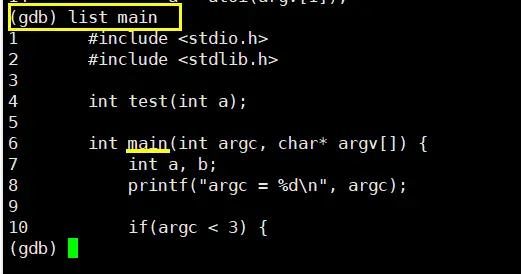 (gdb) list main
1 #include <stdio.h>
2 #include <stdlib.h>
3
4 int test(int a);
5
6 int main(int argc, char* argv[]) {
7 int a, b;
8 printf("argc = %d\n", argc);
9
10 if(argc < 3) {
(gdb)